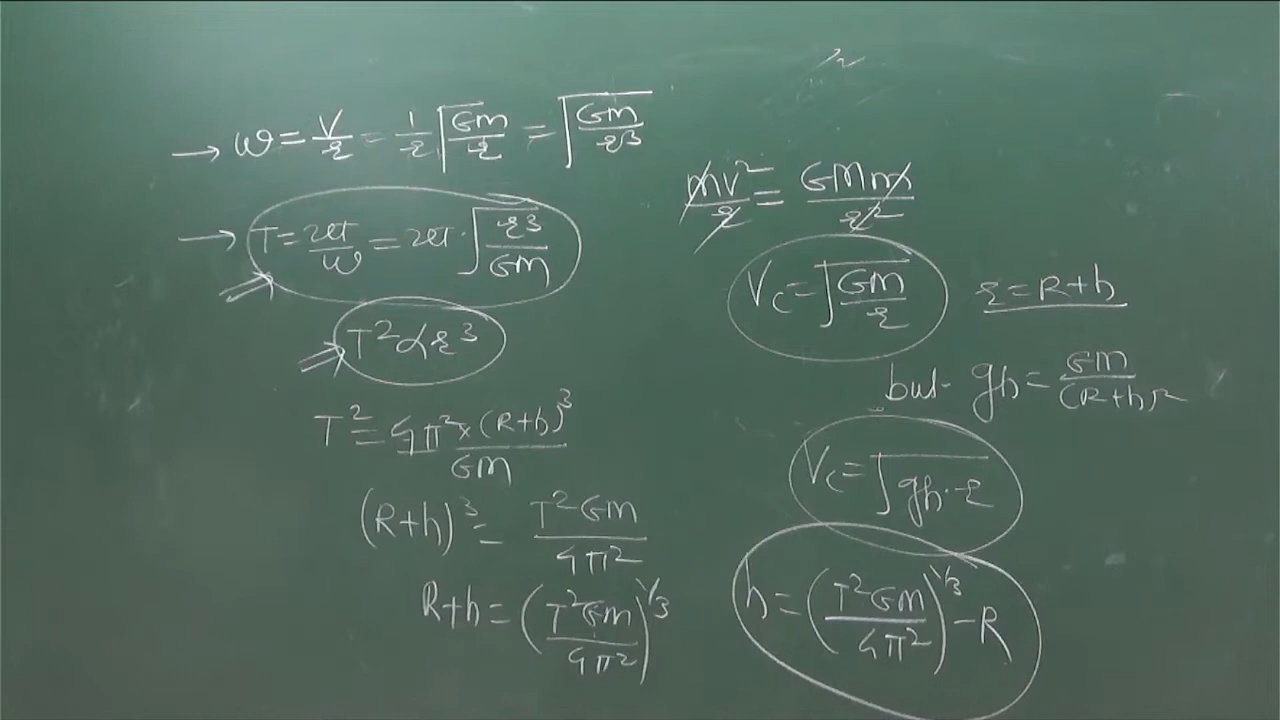 → ω = V/r = 1/r √(GM/r) = √(GM/r³)
→ T = 2π/ω = 2π · √(r³/GM)
⇒ T² ∝ r³
T² = 4π² × (R+h)³ / GM
(R+h)³ = T²GM / 4π²
R+h = (T²GM / 4π²)^1/3
mv²/r = GMm/r²
Vc = √(GM/r)
r = R+h
but gh = GM/(R+h)²
Vc = √(gh · r)
h = (T²GM / 4π²)^1/3 − R